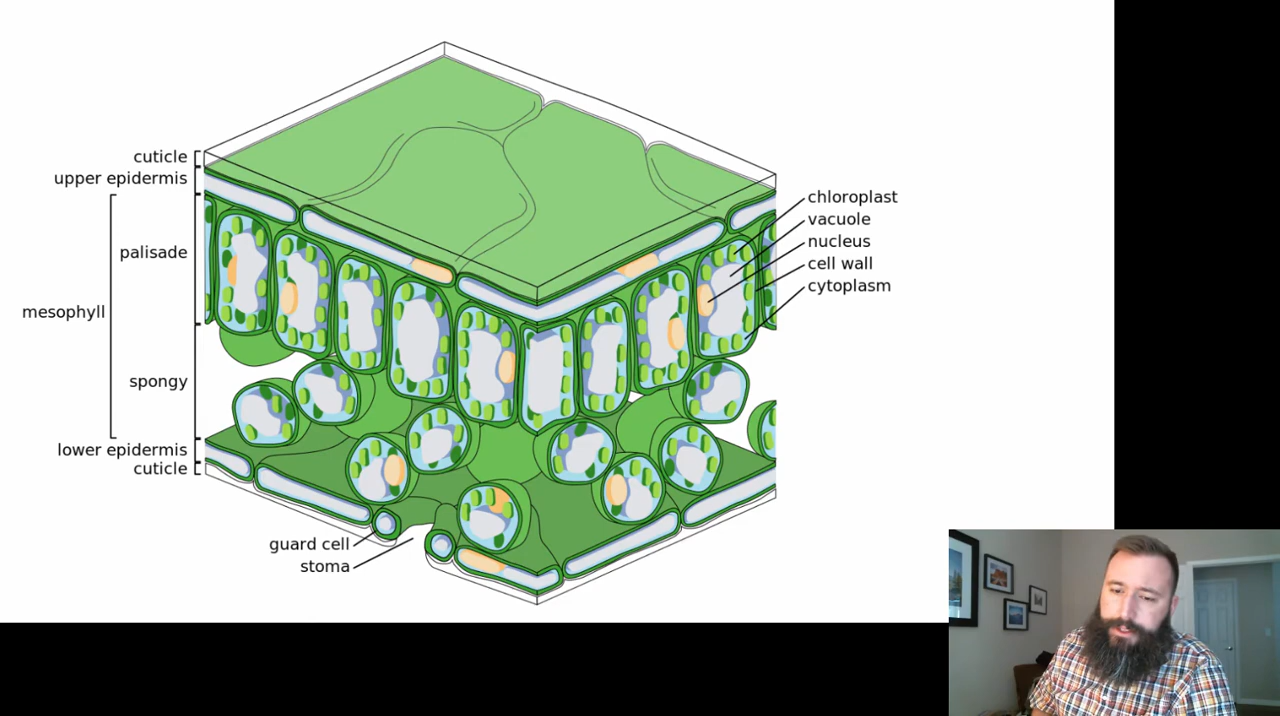 cuticle
upper epidermis
palisade
mesophyll
spongy
lower epidermis
cuticle
guard cell
stoma
chloroplast
vacuole
nucleus
cell wall
cytoplasm